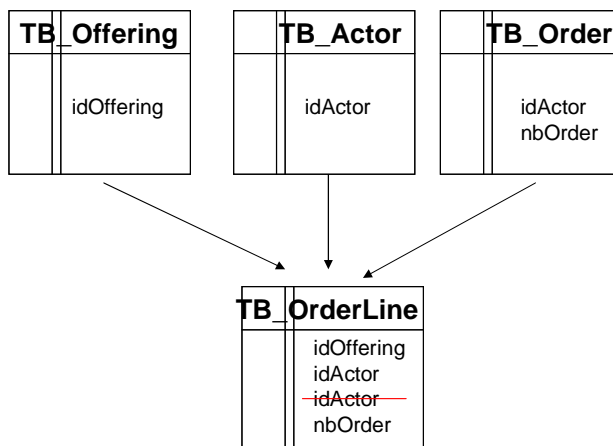 TB_Offering
idOffering
TB_Actor
idActor
TB_Order
idActor
nbOrder
TB_OrderLine
idOffering
idActor
idActor
nbOrder